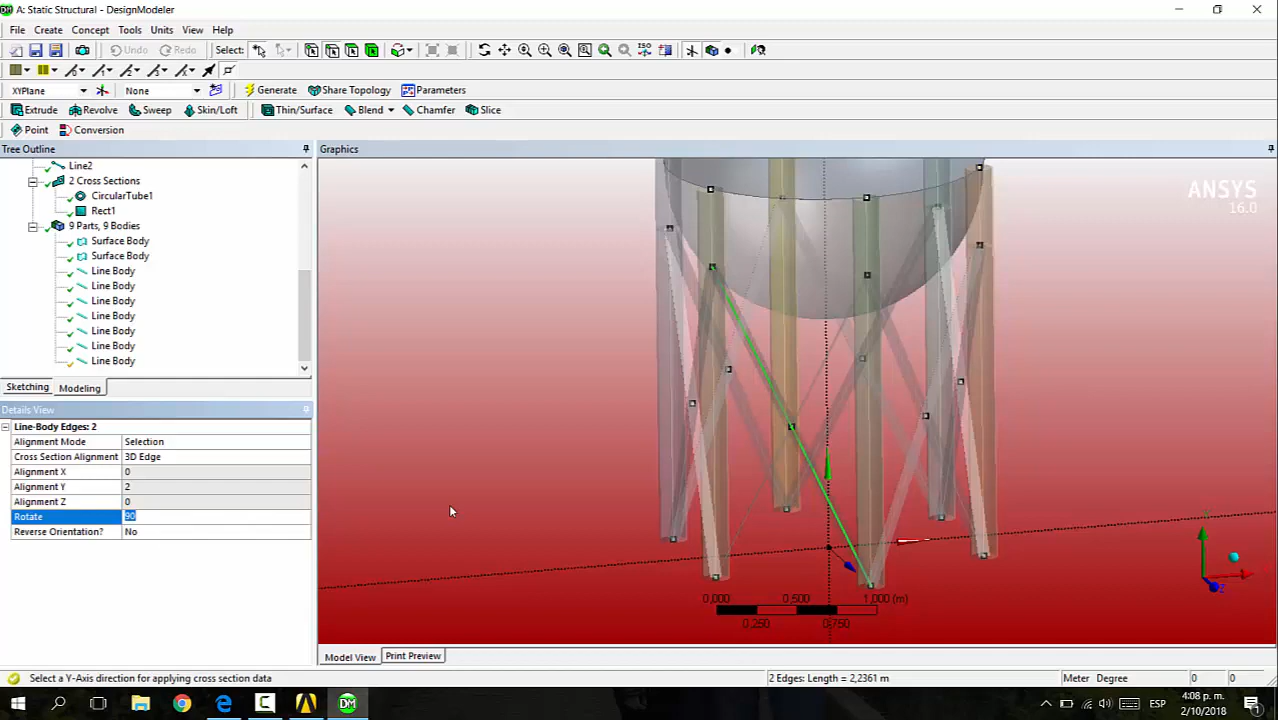 A: Static Structural - DesignModeler
File Create Concept Tools Units View Help
Undo Redo Select: ISO
XYPlane None Generate Share Topology Parameters
Extrude Revolve Sweep Skin/Loft Thin/Surface Blend Chamfer Slice
Point Conversion
Tree Outline
Graphics
Line2
2 Cross Sections
CircularTube1
Rect1
9 Parts, 9 Bodies
Surface Body
Surface Body
Line Body
Line Body
Line Body
Line Body
Line Body
Line Body
Line Body
Sketching Modeling
Details View
Line-Body Edges: 2
Alignment Mode Selection
Cross Section Alignment 3D Edge
Alignment X 0
Alignment Y 2
Alignment Z 0
Rotate 90
Reverse Orientation? No
ANSYS
16.0
0,000 0,500 1,000 (m)
0,250 0,750
Y
X
Z
Model View Print Preview
Select a Y-Axis direction for applying cross section data 2 Edges: Length = 2,2361 m Meter Degree 0 0
DM ESP 4:08 p. m.
2/10/2018